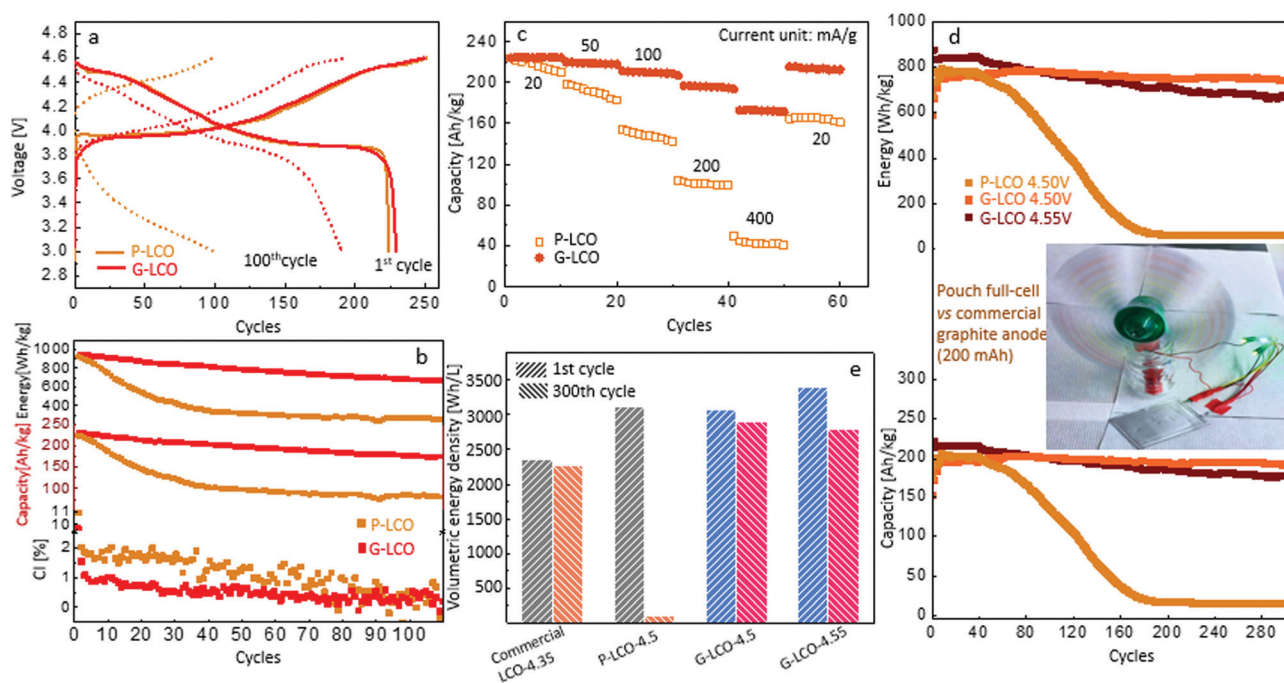 a
4.8
4.6
4.4
4.2
4.0
3.8
3.6
3.4
3.2
3.0
2.8
Voltage [V]
P-LCO
G-LCO
100th cycle
1st cycle
0 50 100 150 200 250
Cycles
b
1000
800
600
400
250
200
150
100
11
10
2
1
0
Capacity[Ah/kg] Energy[Wh/kg]
CI [%]
P-LCO
G-LCO
0 10 20 30 40 50 60 70 80 90 100
Cycles
c
Current unit: mA/g
240
200
160
120
80
40
0
Capacity [Ah/kg]
20
50
100
200
400
20
P-LCO
G-LCO
0 20 40 60
Cycles
e
1st cycle
300th cycle
3500
3000
2500
2000
1500
1000
500
Volumetric energy density [Wh/L]
Commercial
LCO-4.35
P-LCO-4.5
G-LCO-4.5
G-LCO-4.55
d
1000
800
600
400
200
0
Energy [Wh/kg]
P-LCO 4.50V
G-LCO 4.50V
G-LCO 4.55V
Pouch full-cell
vs commercial
graphite anode
(200 mAh)
250
200
150
100
50
0
Capacity [Ah/kg]
0 40 80 120 160 200 240 280
Cycles